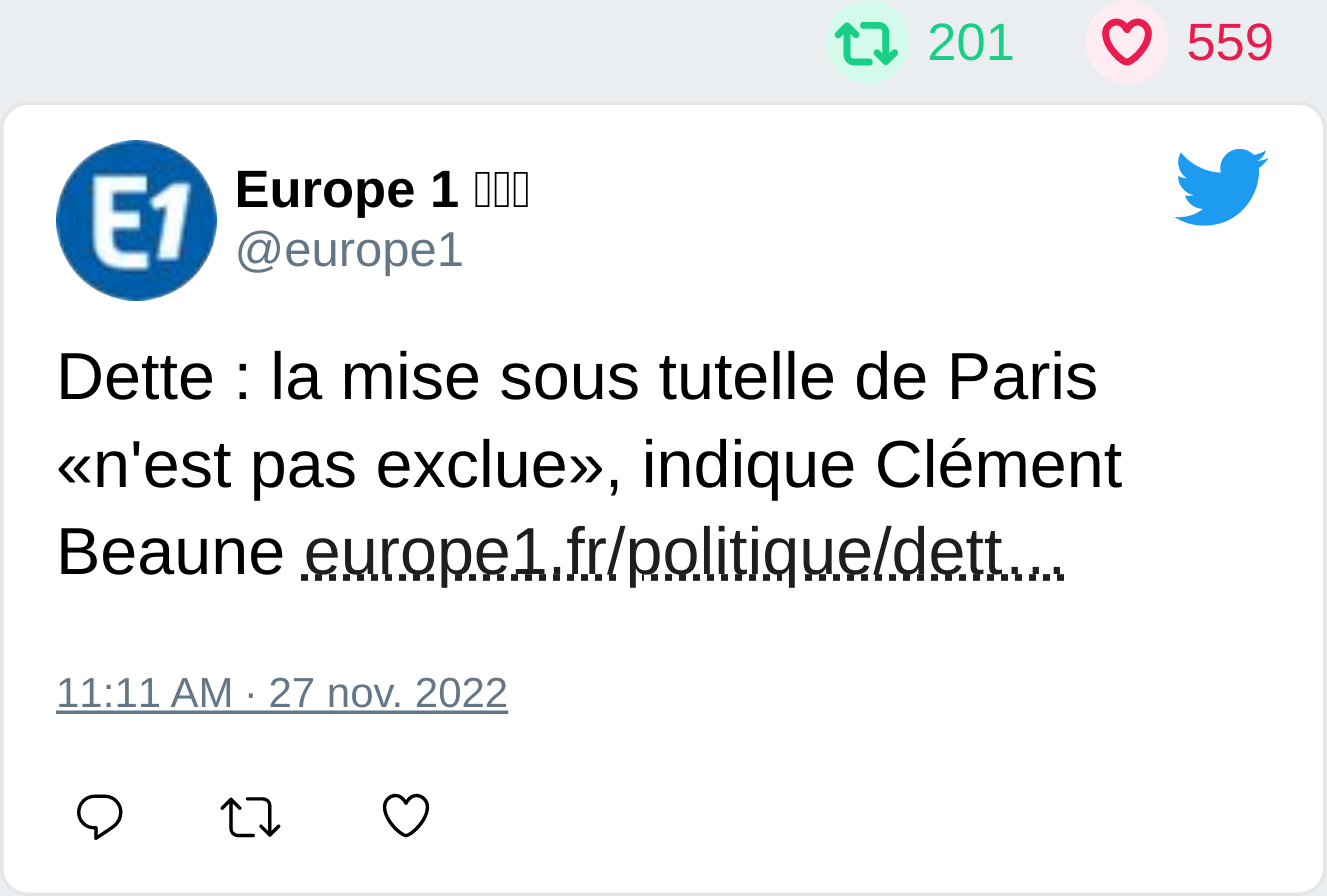 201 559
E1
Europe 1
@europe1
Dette : la mise sous tutelle de Paris
«n'est pas exclue», indique Clément
Beaune europe1.fr/politique/dett…
11:11 AM · 27 nov. 2022